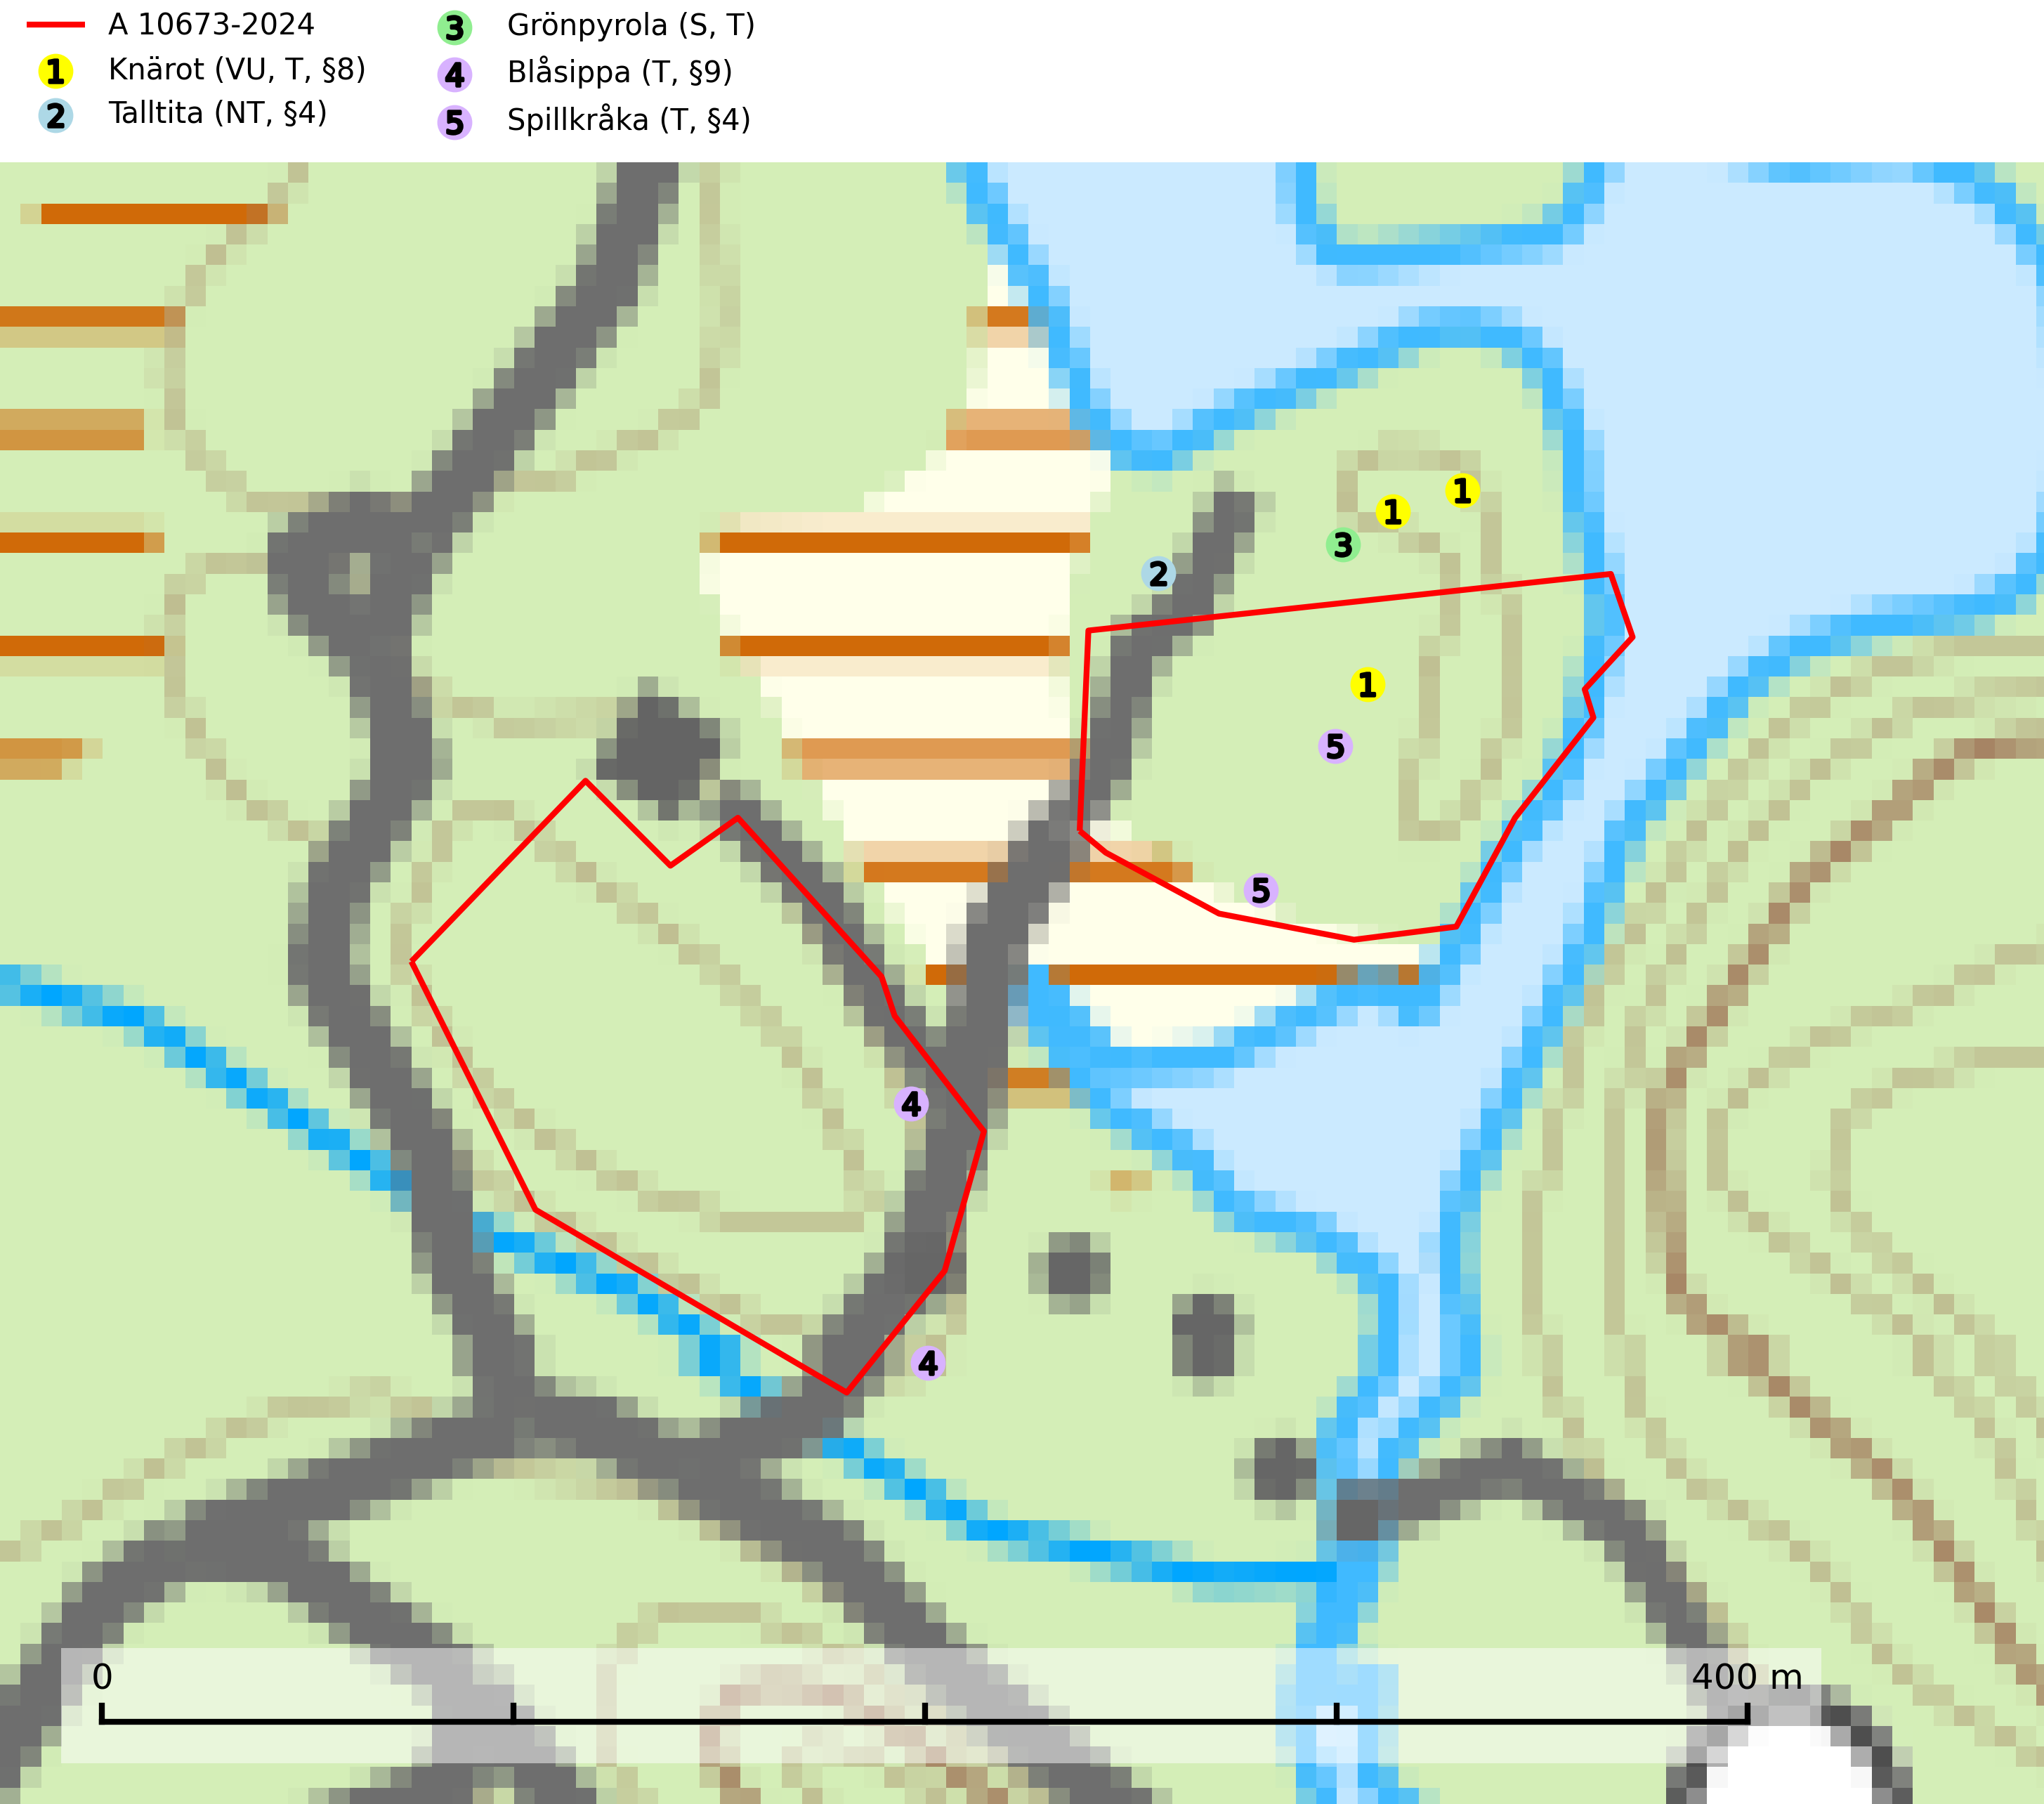 A 10673-2024
1 Knärot (VU, T, §8)
2 Talltita (NT, §4)
3 Grönpyrola (S, T)
4 Blåsippa (T, §9)
5 Spillkråka (T, §4)
1
1
3
2
1
5
5
4
4
0 400 m